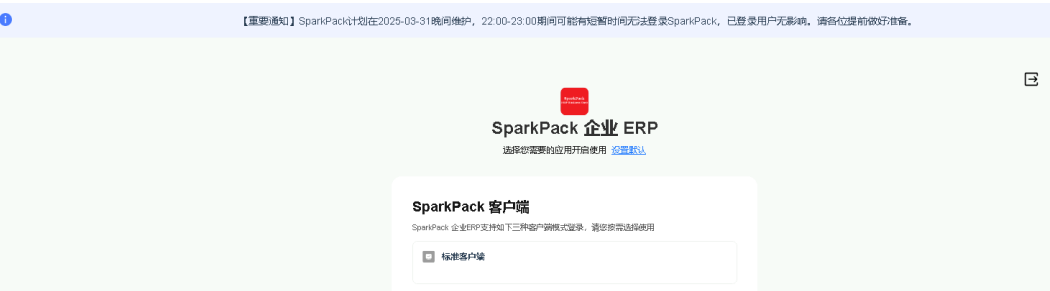 【重要通知】SparkPack计划在2025-03-31晚间维护，22:00-23:00期间可能有短暂时间无法登录SparkPack，已登录用户无影响。请各位提前做好准备。
SparkPack
SparkPack 企业 ERP
选择您需要的应用开启使用 设置默认
SparkPack 客户端
SparkPack 企业ERP支持如下三种客户端模式登录，请您按需选择使用
标准客户端